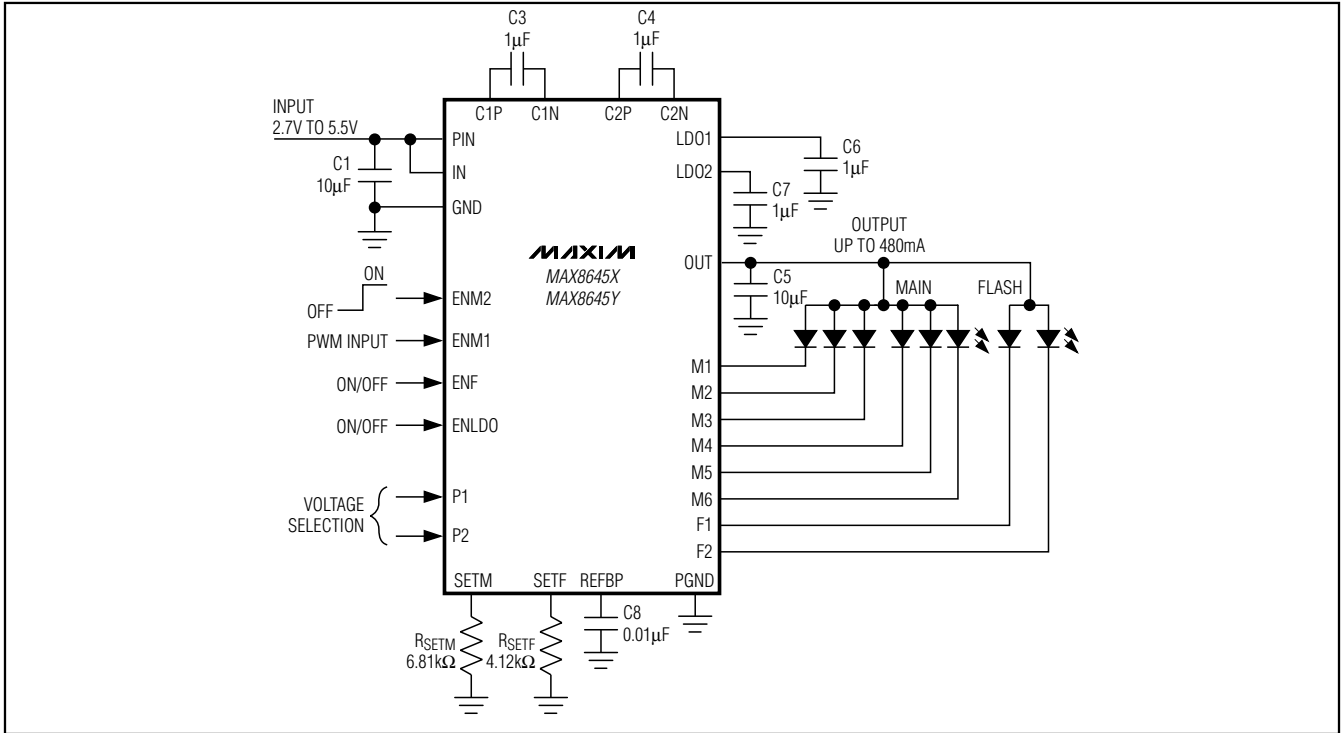 C3
1µF
C4
1µF
INPUT
2.7V TO 5.5V
C1P
C1N
C2P
C2N
PIN
IN
GND
C1
10µF
LDO1
LDO2
C6
1µF
C7
1µF
OUTPUT
UP TO 480mA
MAXIM
MAX8645X
MAX8645Y
OUT
C5
10µF
MAIN
FLASH
ON
OFF
ENM2
PWM INPUT
ENM1
ON/OFF
ENF
ON/OFF
ENLDO
VOLTAGE
SELECTION
P1
P2
M1
M2
M3
M4
M5
M6
F1
F2
SETM
SETF
REFBP
PGND
RSETM
6.81kΩ
RSETF
4.12kΩ
C8
0.01µF